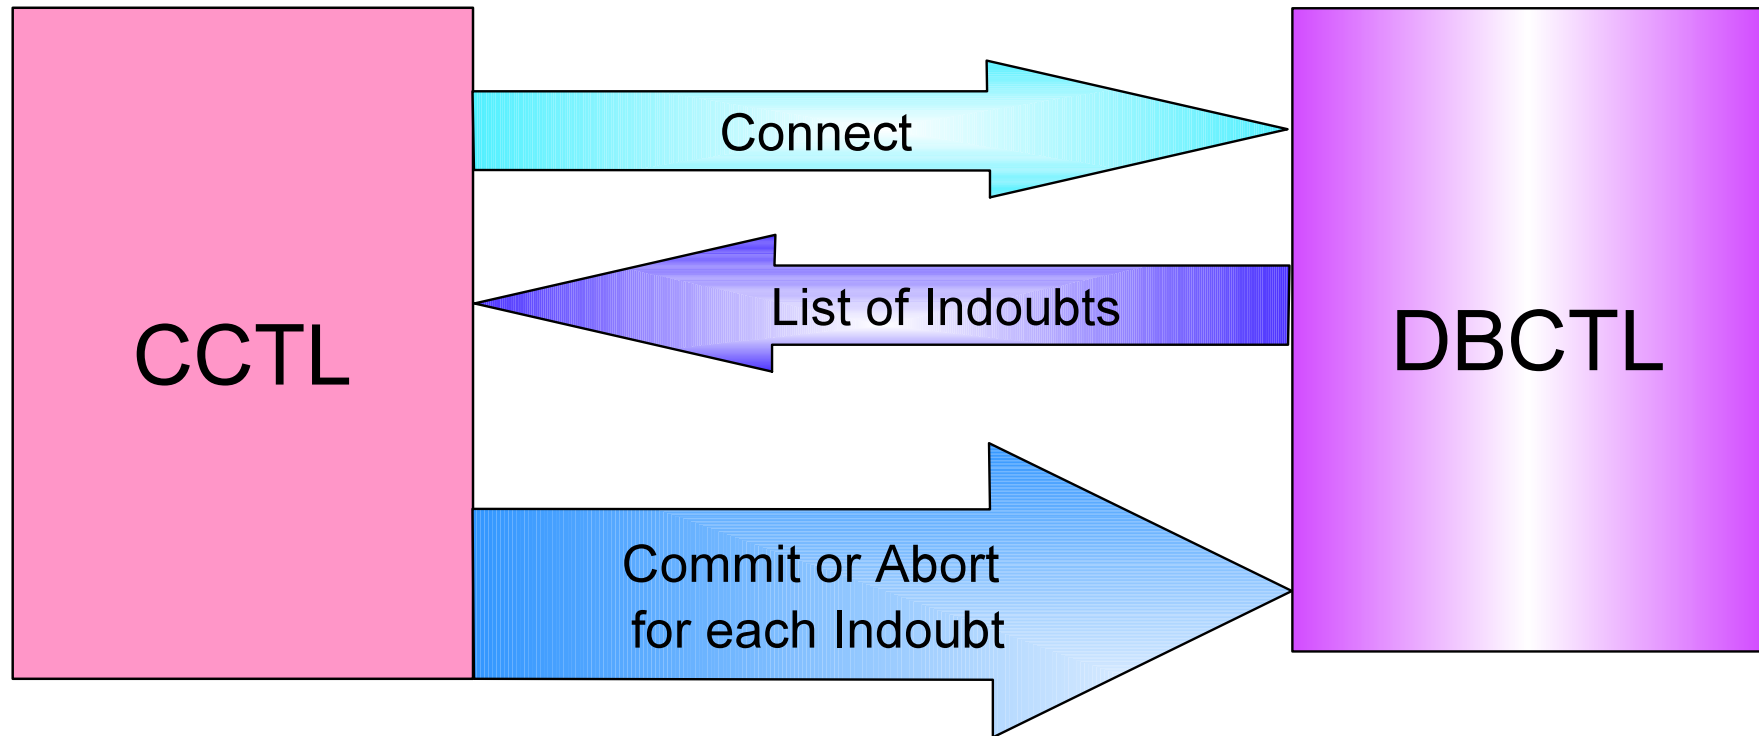 Connect
List of Indoubts
CCTL
DBCTL
Commit or Abort
for each Indoubt